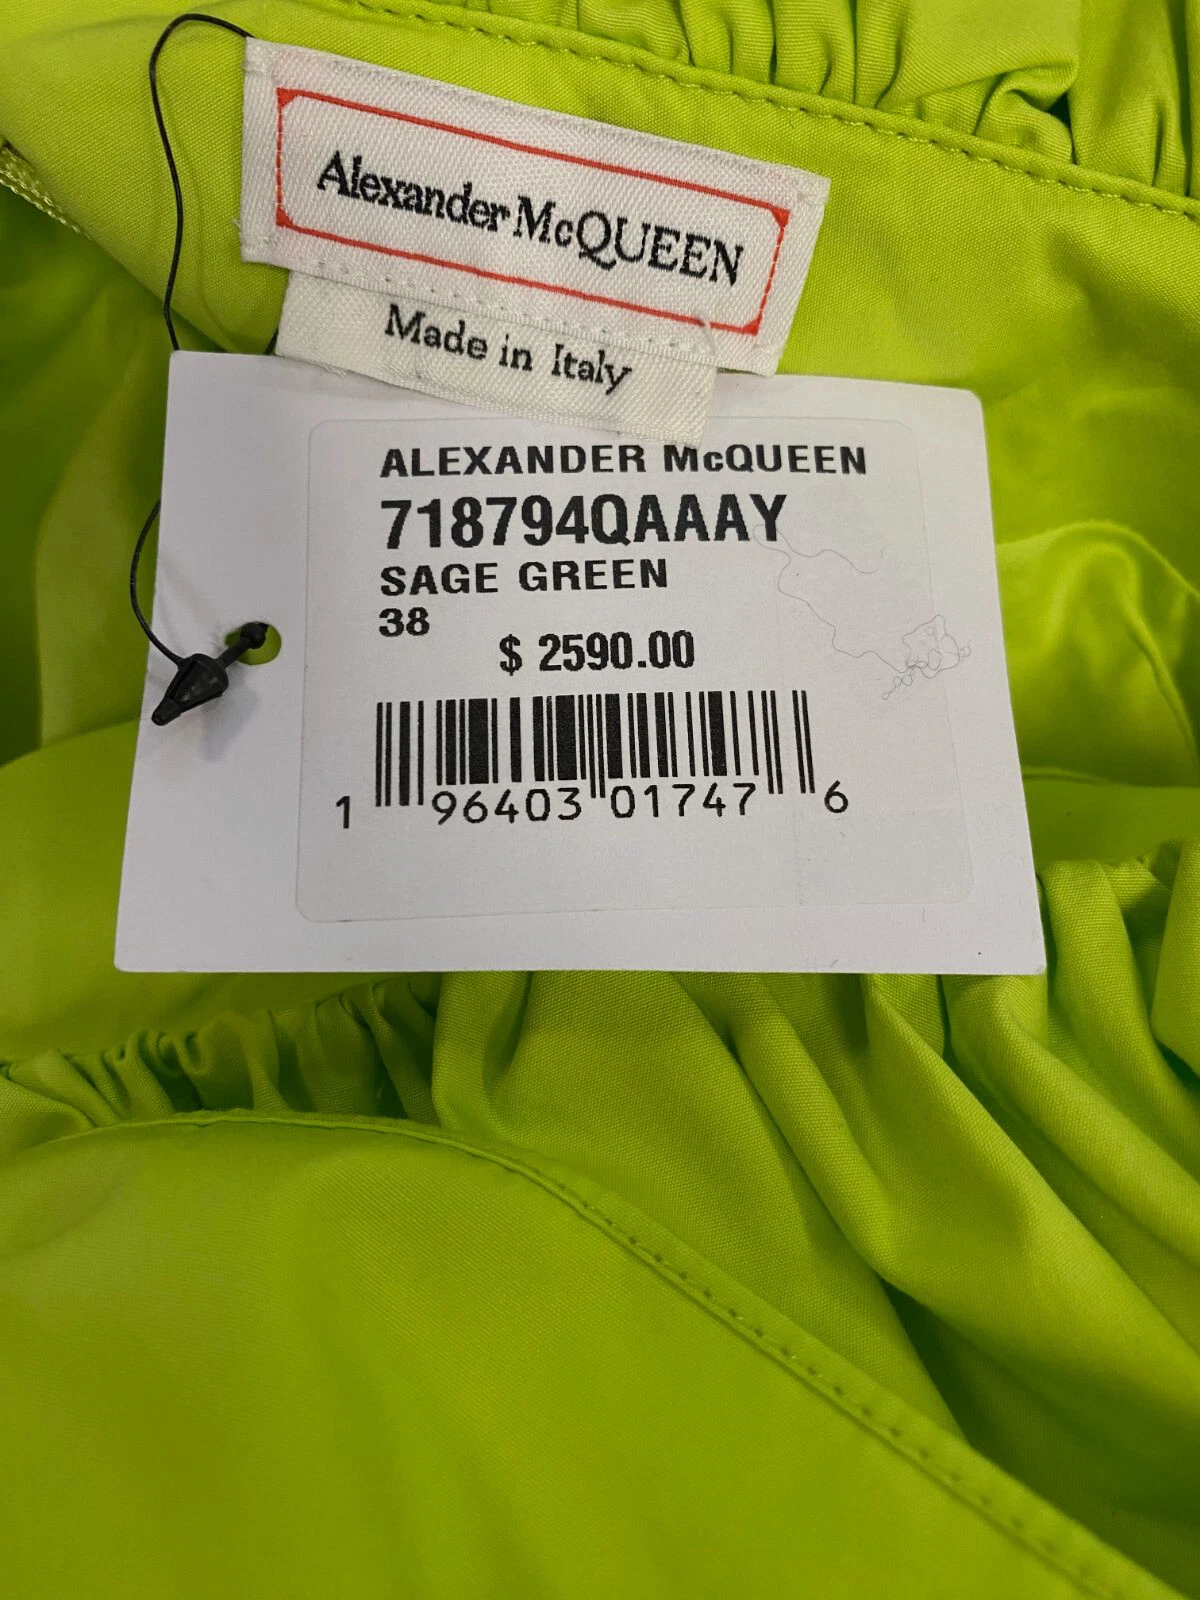 Alexander McQUEEN
Made in Italy
ALEXANDER McQUEEN
718794QAAAY
SAGE GREEN
38
$ 2590.00
1 96403 01747 6